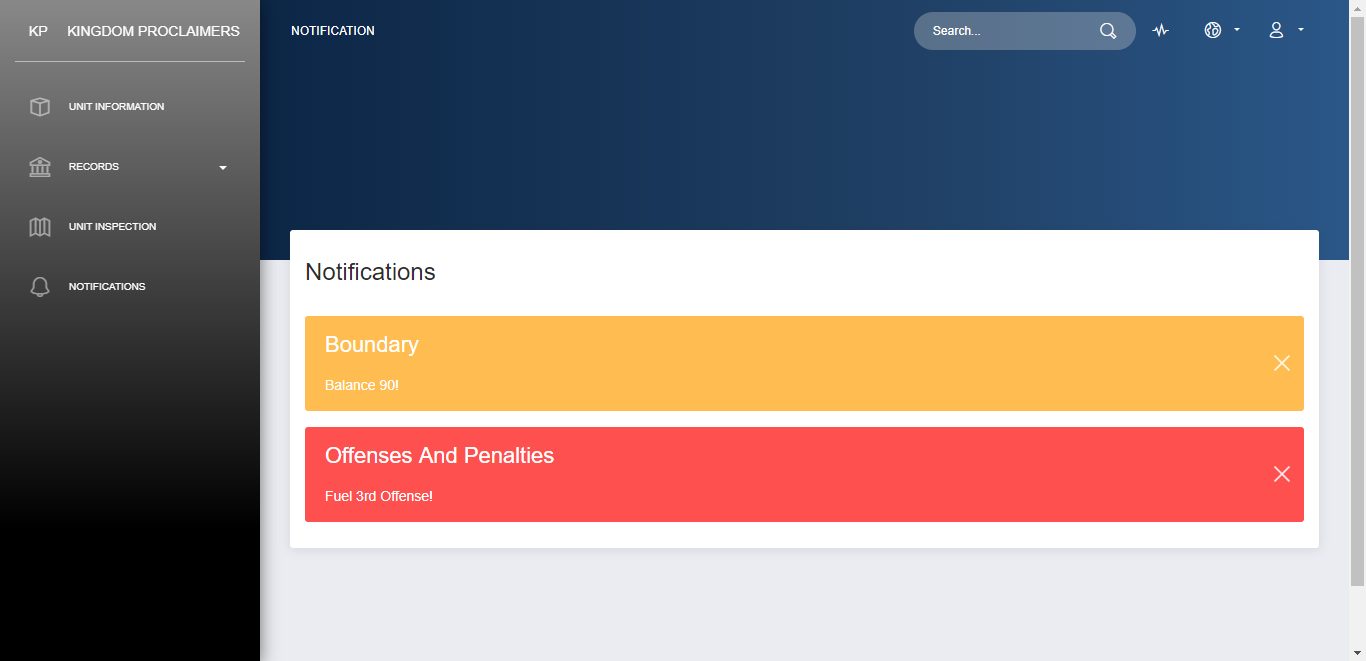 KP KINGDOM PROCLAIMERS
UNIT INFORMATION
RECORDS
UNIT INSPECTION
NOTIFICATIONS
NOTIFICATION
Search...
Notifications
Boundary
Balance 90!
Offenses And Penalties
Fuel 3rd Offense!